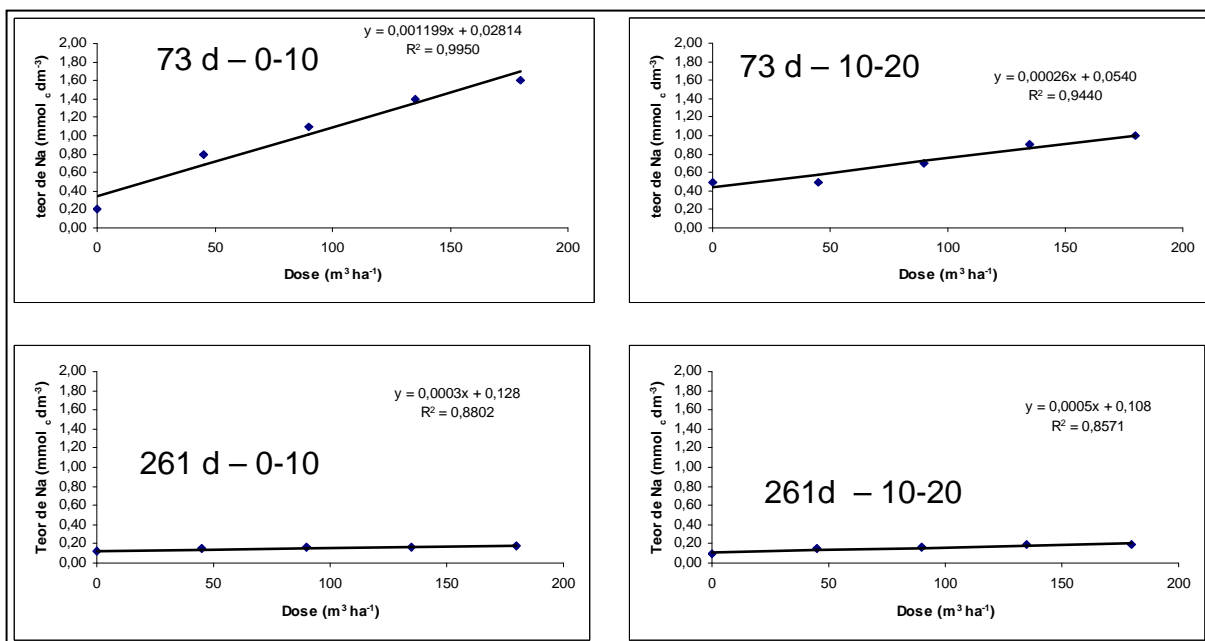 y = 0,001199x + 0,02814
R² = 0,9950
73 d – 0-10
teor de Na (mmol c dm-³)
2,00
1,80
1,60
1,40
1,20
1,00
0,80
0,60
0,40
0,20
0,00
0 50 100 150 200
Dose (m³ ha-¹)
73 d – 10-20
y = 0,00026x + 0,0540
R² = 0,9440
teor de Na (mmol c dm-³)
2,00
1,80
1,60
1,40
1,20
1,00
0,80
0,60
0,40
0,20
0,00
0 50 100 150 200
Dose (m³ ha-¹)
y = 0,0003x + 0,128
R² = 0,8802
261 d – 0-10
Teor de Na (mmol c dm-³)
2,00
1,80
1,60
1,40
1,20
1,00
0,80
0,60
0,40
0,20
0,00
0 50 100 150 200
Dose (m³ ha-¹)
y = 0,0005x + 0,108
R² = 0,8571
261d – 10-20
Teor de Na (mmol c dm-³)
2,00
1,80
1,60
1,40
1,20
1,00
0,80
0,60
0,40
0,20
0,00
0 50 100 150 200
Dose (m³ ha-¹)